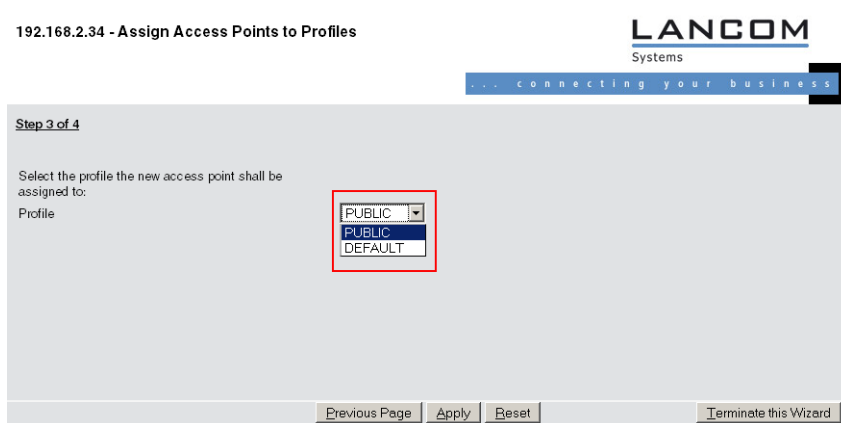 192.168.2.34 - Assign Access Points to Profiles
LANCOM
Systems
... connecting your business
Step 3 of 4
Select the profile the new access point shall be
assigned to:
Profile
PUBLIC
PUBLIC
DEFAULT
Previous Page
Apply
Reset
Terminate this Wizard